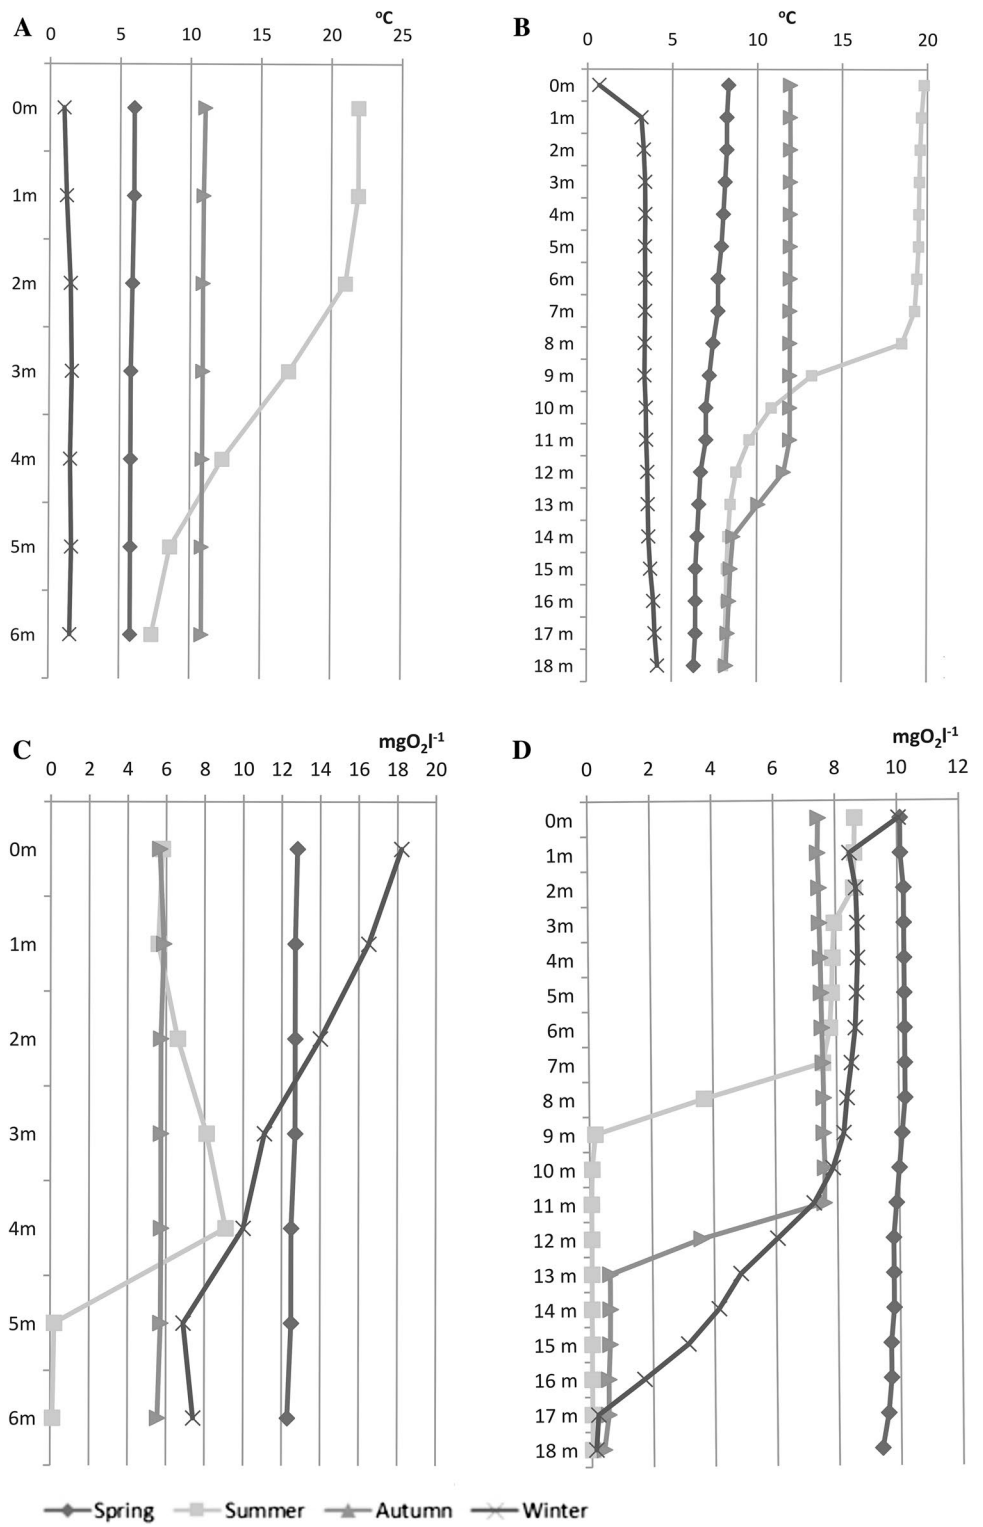 A
°C
0 5 10 15 20 25
0m
1m
2m
3m
4m
5m
6m
B
°C
0 5 10 15 20
0m
1m
2m
3m
4m
5m
6m
7m
8 m
9 m
10 m
11 m
12 m
13 m
14 m
15 m
16 m
17 m
18 m
C
mgO₂l⁻¹
0 2 4 6 8 10 12 14 16 18 20
0m
1m
2m
3m
4m
5m
6m
D
mgO₂l⁻¹
0 2 4 6 8 10 12
0m
1m
2m
3m
4m
5m
6m
7m
8 m
9 m
10 m
11 m
12 m
13 m
14 m
15 m
16 m
17 m
18 m
Spring Summer Autumn Winter